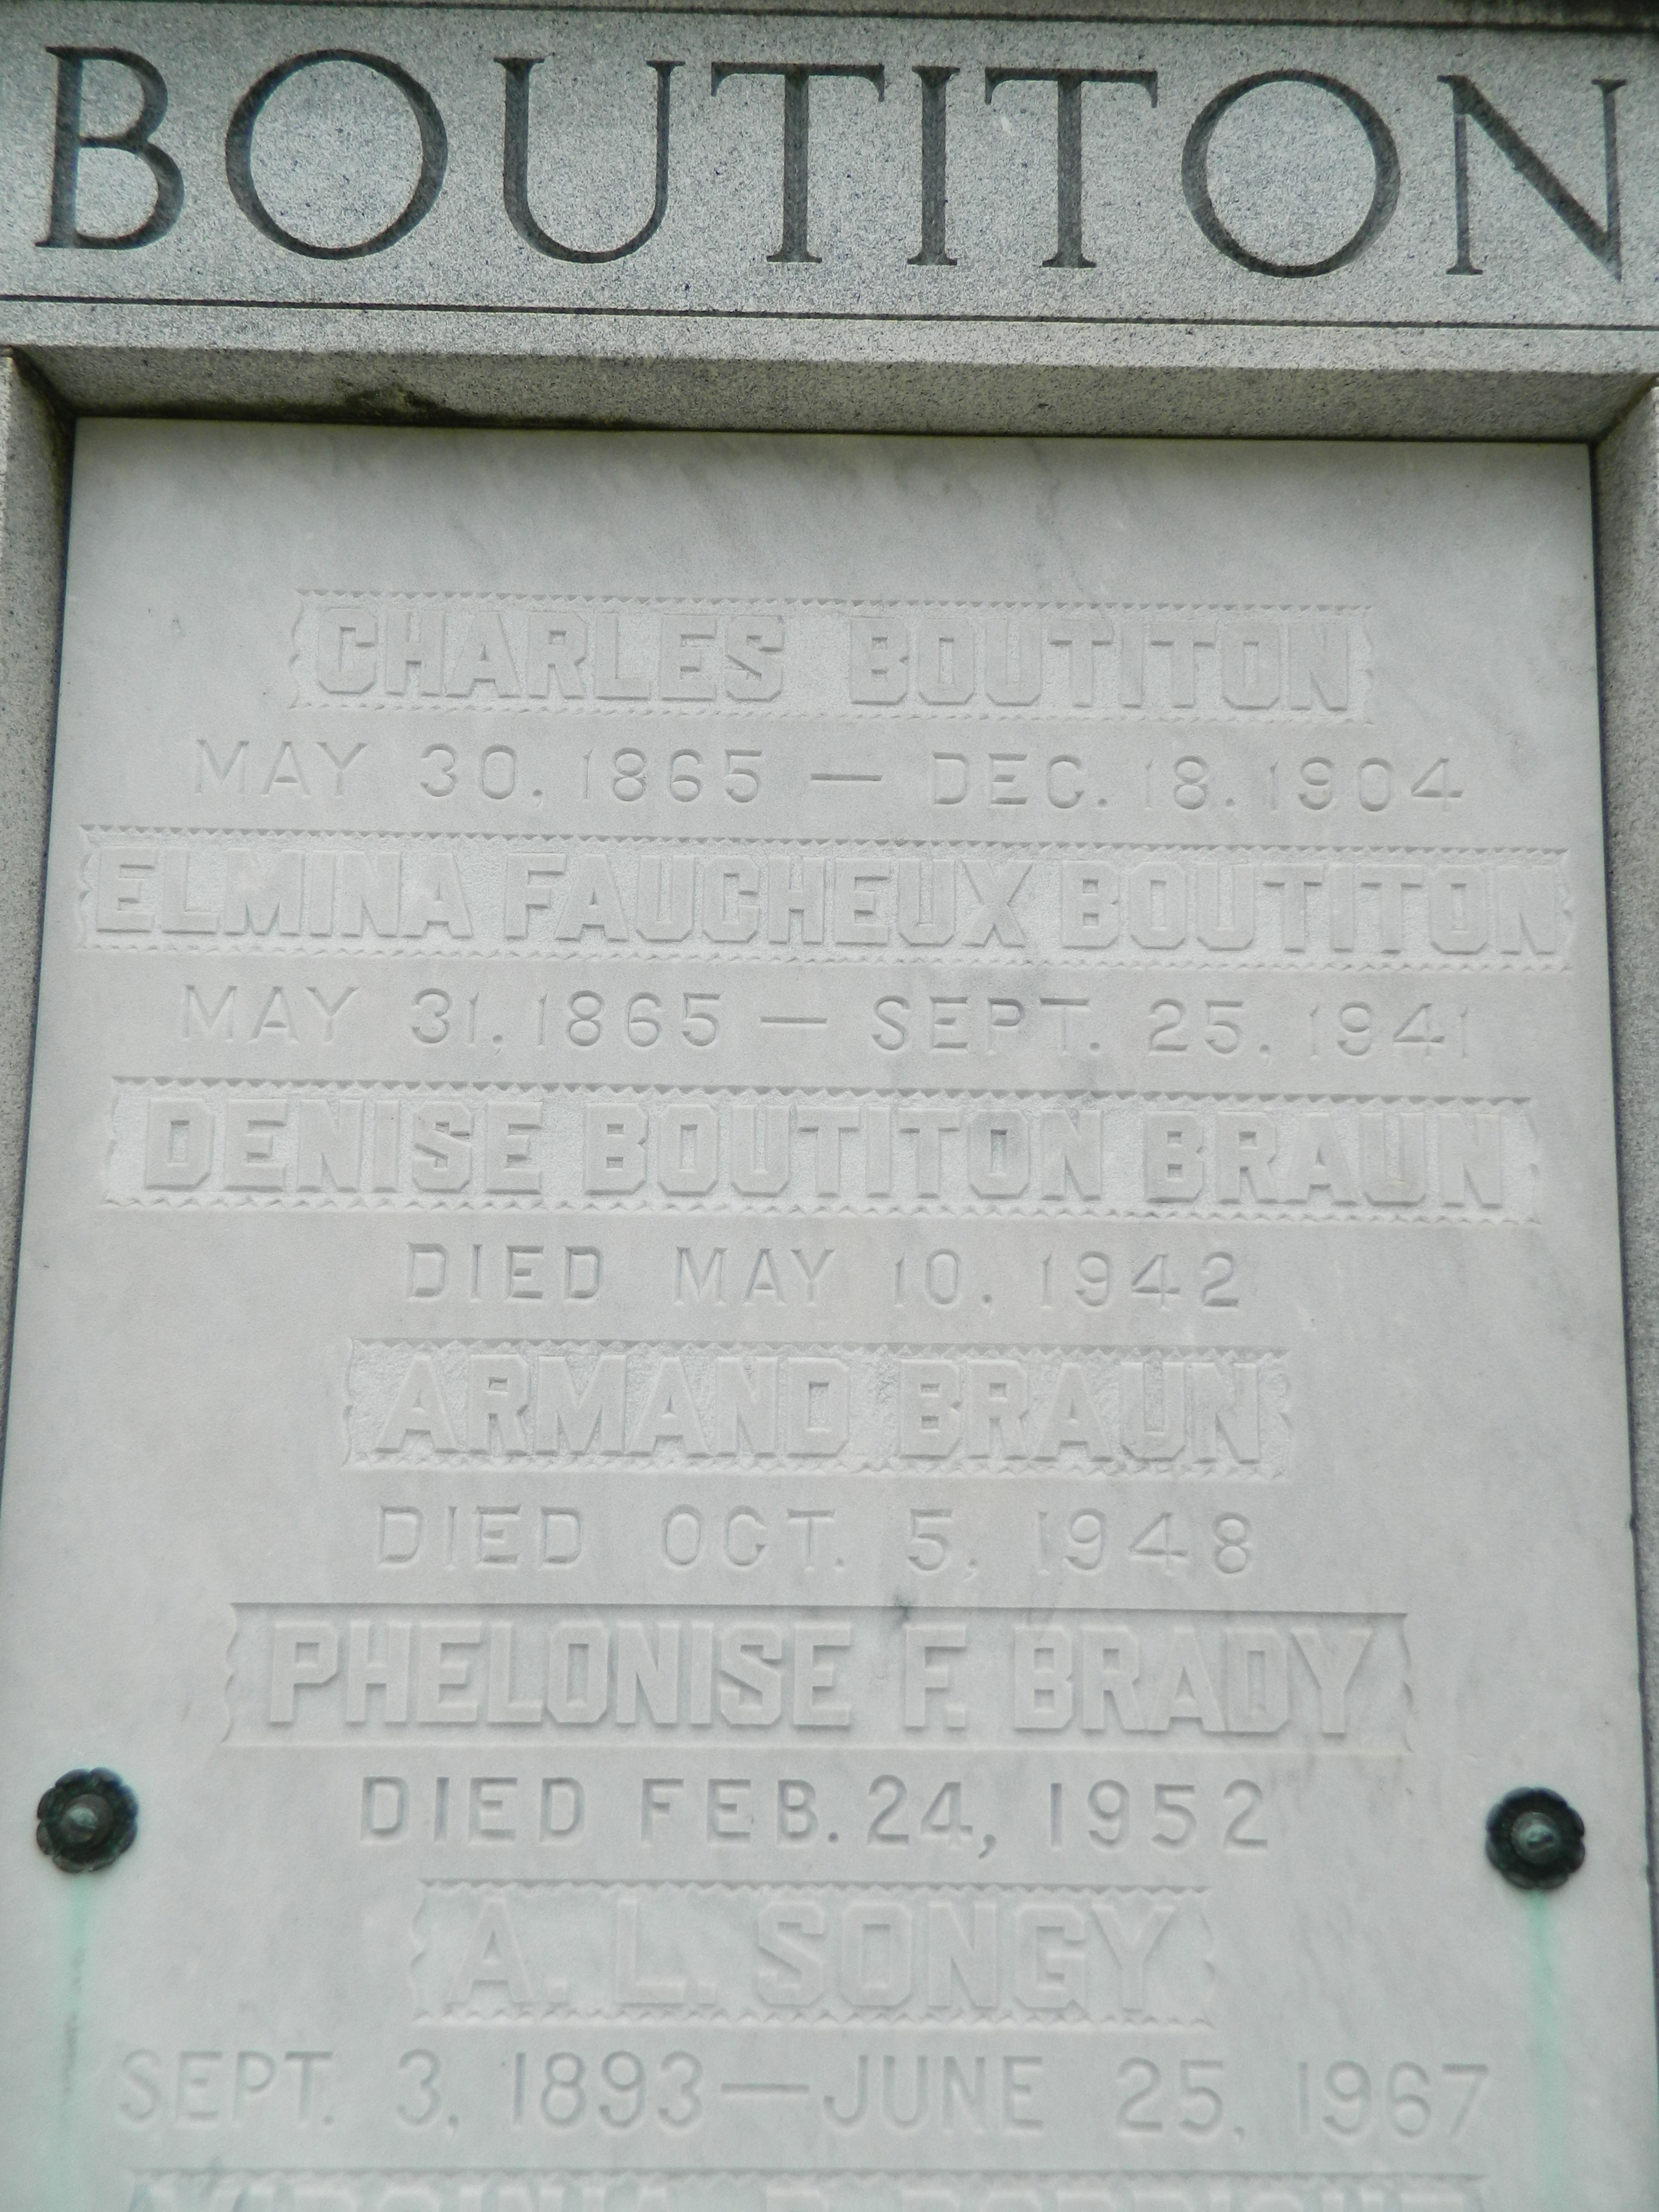 BOUTITON
CHARLES BOUTITON
MAY 30, 1865 — DEC. 18. 1904
ELMINA FAUCHEUX BOUTITON
MAY 31, 1865 — SEPT. 25, 1941
DENISE BOUTITON BRAUN
DIED MAY 10, 1942
ARMAND BRAUN
DIED OCT. 5, 1948
PHELONISE F. BRADY
DIED FEB. 24, 1952
A. L. SONGY
SEPT. 3, 1893—JUNE 25, 1967
VIRGINIA